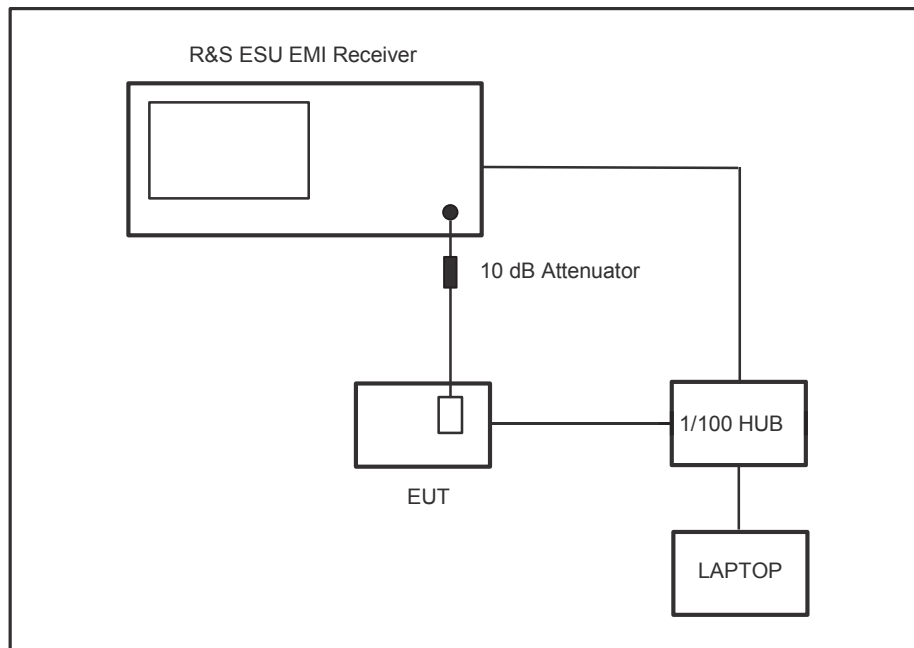 R&S ESU EMI Receiver
10 dB Attenuator
1/100 HUB
EUT
LAPTOP